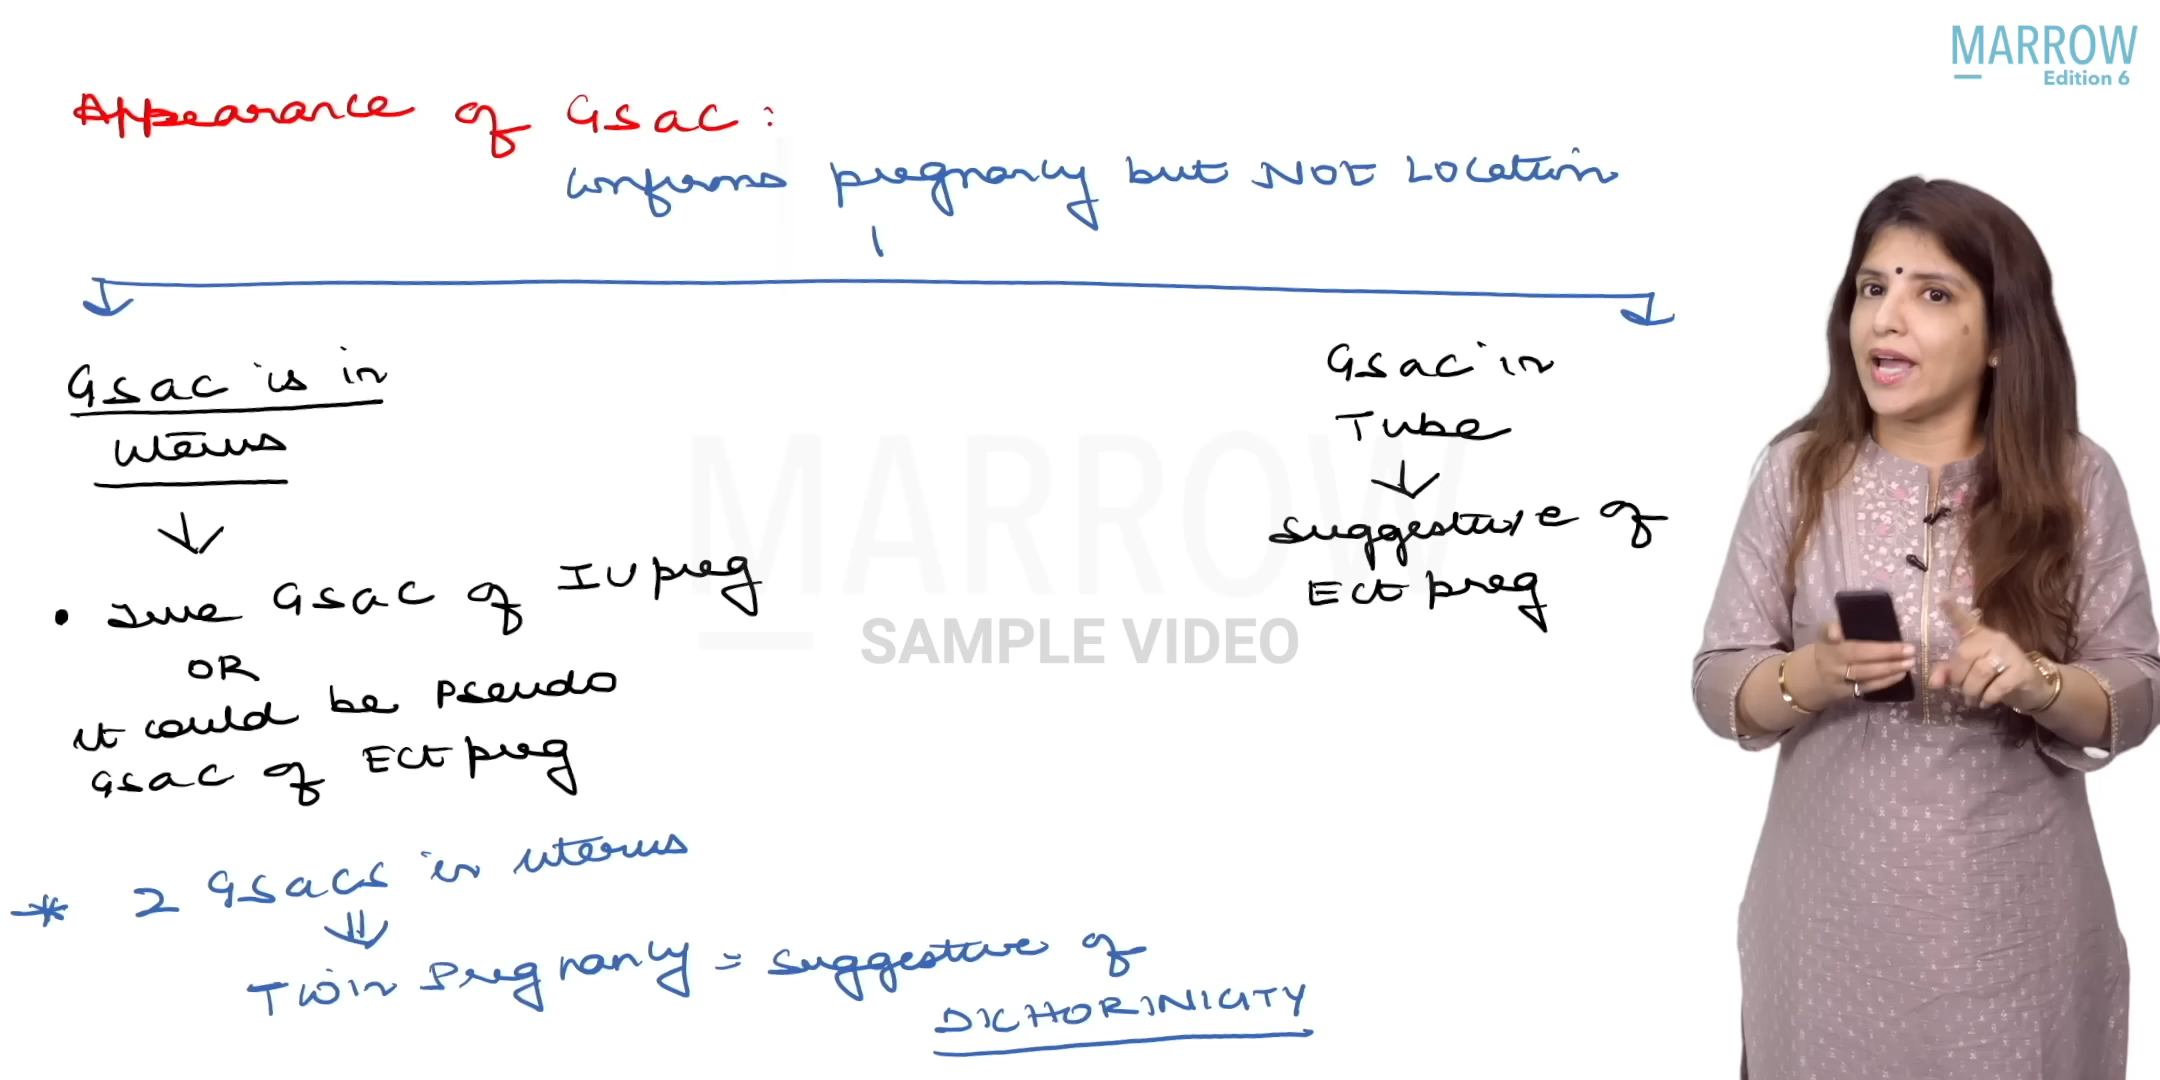 MARROW
Edition 6
Appearance of GSac :
confirms pregnancy but NOT Location
GSac is in
uterus
GSac in
Tube
suggestive of
Ect preg
• True GSac of IU preg
OR
it could be Pseudo
GSac of Ect preg
MARROW
SAMPLE VIDEO
* 2 GSacs in uterus
Twin Pregnancy = suggestive of
DICHORINICITY